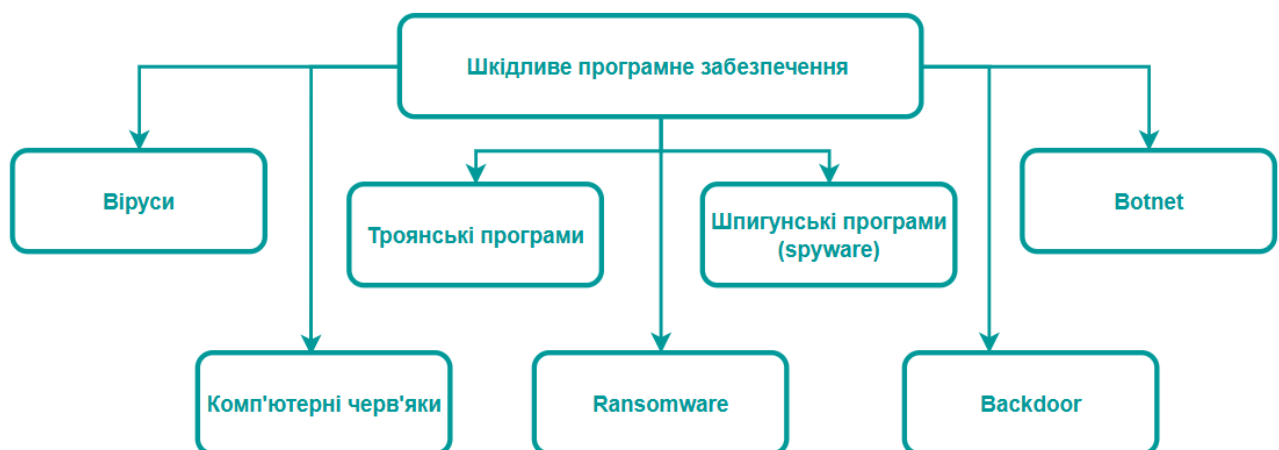 Шкідливе програмне забезпечення
Віруси
Троянські програми
Шпигунські програми
(spyware)
Botnet
Комп'ютерні черв'яки
Ransomware
Backdoor